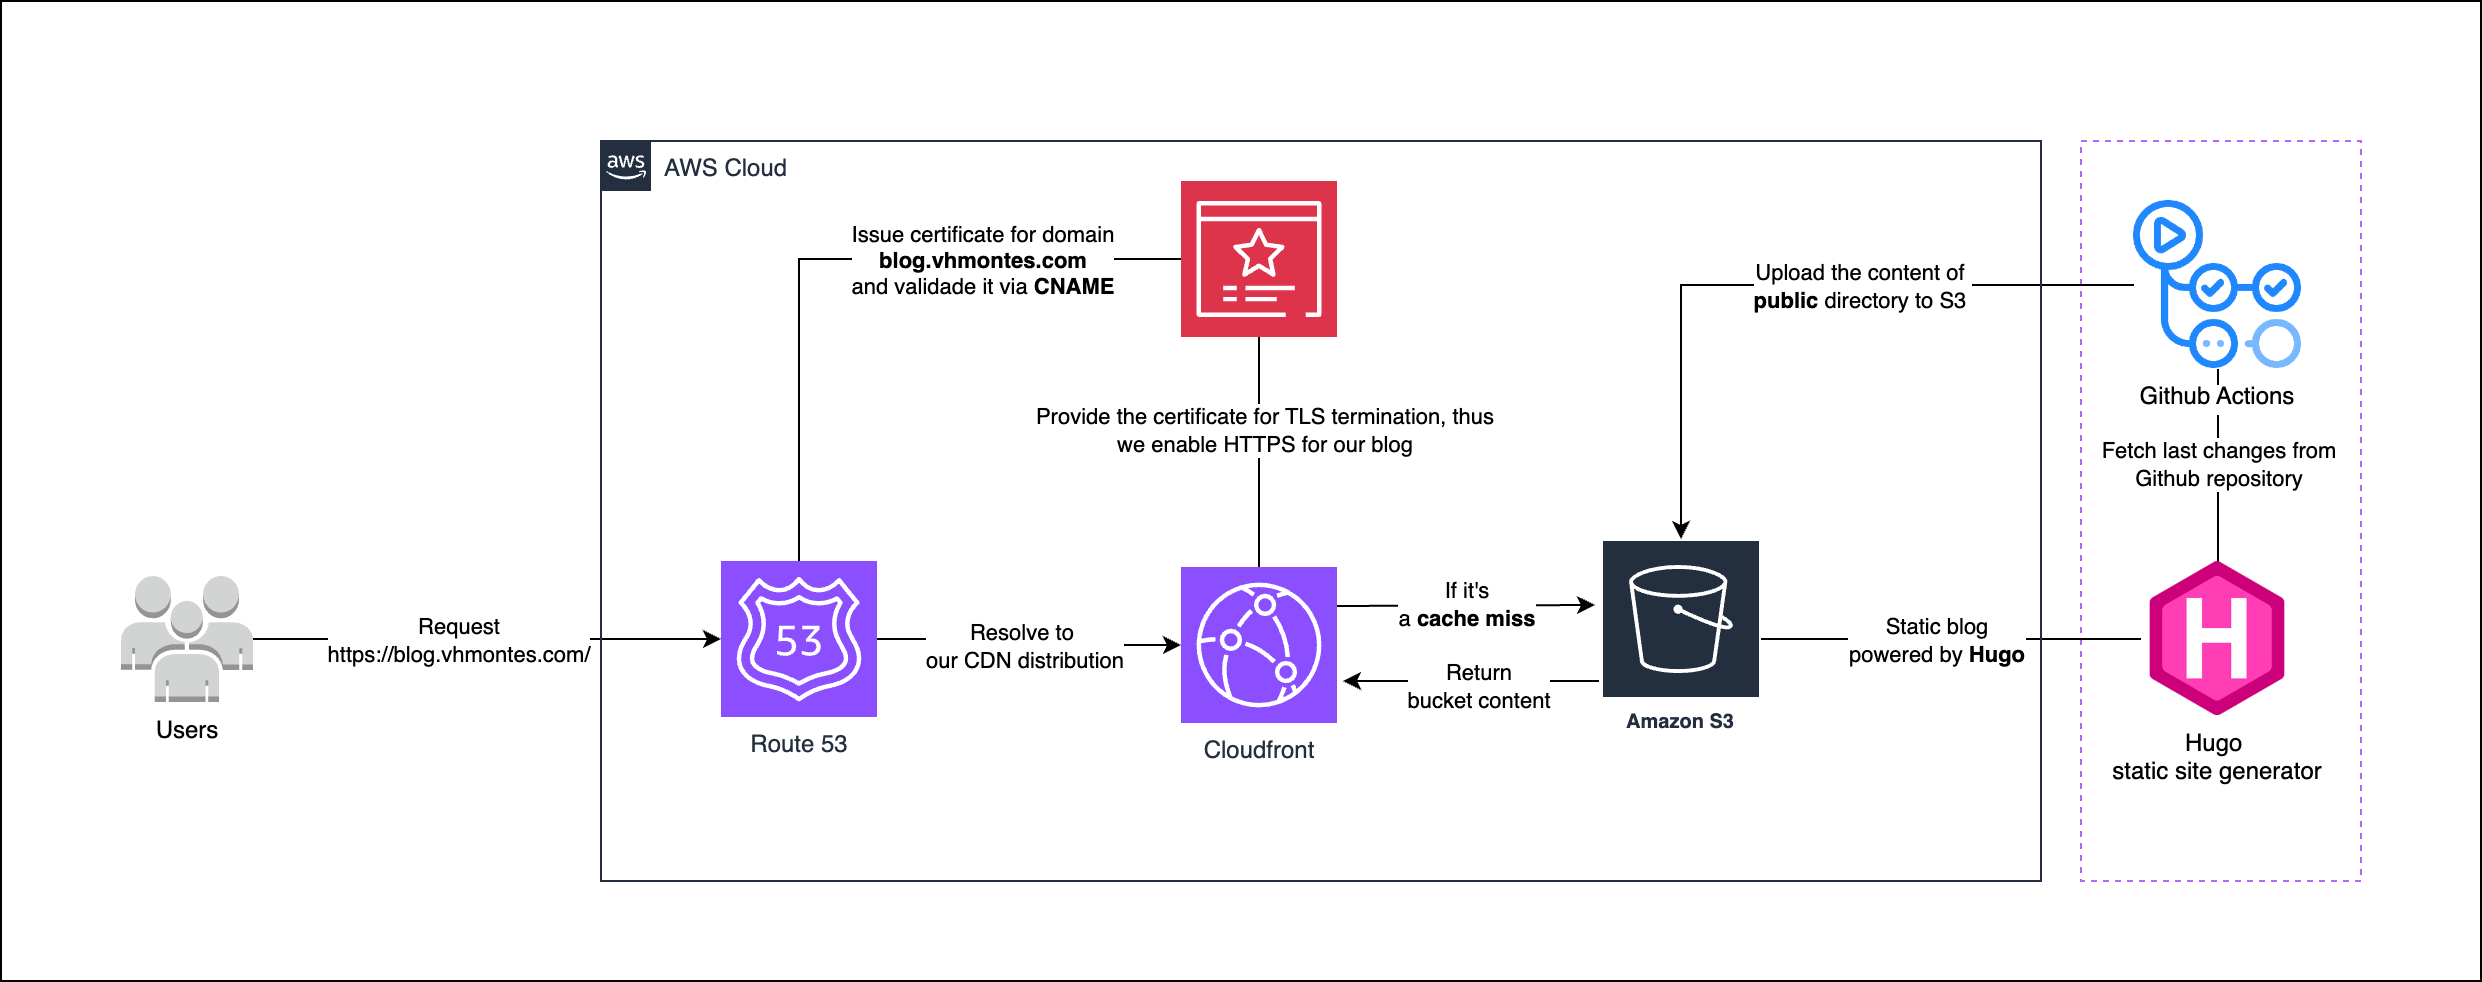 aws
AWS Cloud
Issue certificate for domain
blog.vhmontes.com
and validade it via CNAME
Upload the content of
public directory to S3
Github Actions
Provide the certificate for TLS termination, thus
we enable HTTPS for our blog
Fetch last changes from
Github repository
Request
https://blog.vhmontes.com/
Users
53
Route 53
Resolve to
our CDN distribution
Cloudfront
If it's
a cache miss
Return
bucket content
Amazon S3
Static blog
powered by Hugo
H
Hugo
static site generator